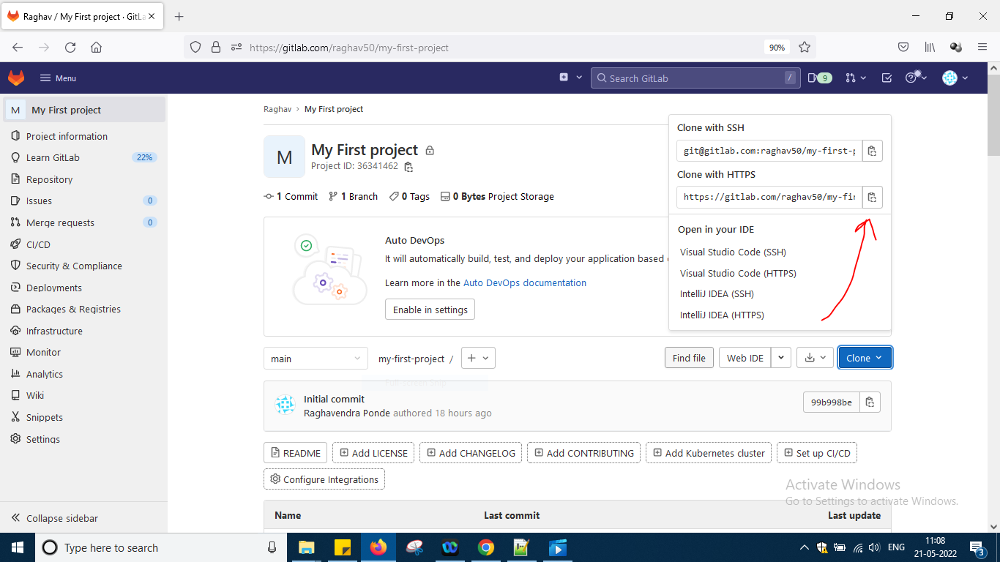 Raghav / My First project · GitLa
https://gitlab.com/raghav50/my-first-project
90%
Menu
Search GitLab
/
9
M My First project
Project information
Learn GitLab 22%
Repository
Issues 0
Merge requests 0
CI/CD
Security & Compliance
Deployments
Packages & Registries
Infrastructure
Monitor
Analytics
Wiki
Snippets
Settings
Collapse sidebar
Raghav › My First project
M
My First project
Project ID: 36341462
1 Commit 1 Branch 0 Tags 0 Bytes Project Storage
Auto DevOps
It will automatically build, test, and deploy your application based
Learn more in the Auto DevOps documentation
Enable in settings
Clone with SSH
git@gitlab.com:raghav50/my-first-p
Clone with HTTPS
https://gitlab.com/raghav50/my-fir
Open in your IDE
Visual Studio Code (SSH)
Visual Studio Code (HTTPS)
IntelliJ IDEA (SSH)
IntelliJ IDEA (HTTPS)
main my-first-project / Find file Web IDE Clone
Full-screen Snip
Initial commit
Raghavendra Ponde authored 18 hours ago
99b998be
README Add LICENSE Add CHANGELOG Add CONTRIBUTING Add Kubernetes cluster Set up CI/CD
Configure Integrations
Name Last commit Last update
Activate Windows
Go to Settings to activate Windows.
Type here to search
ENG
11:08
21-05-2022
3